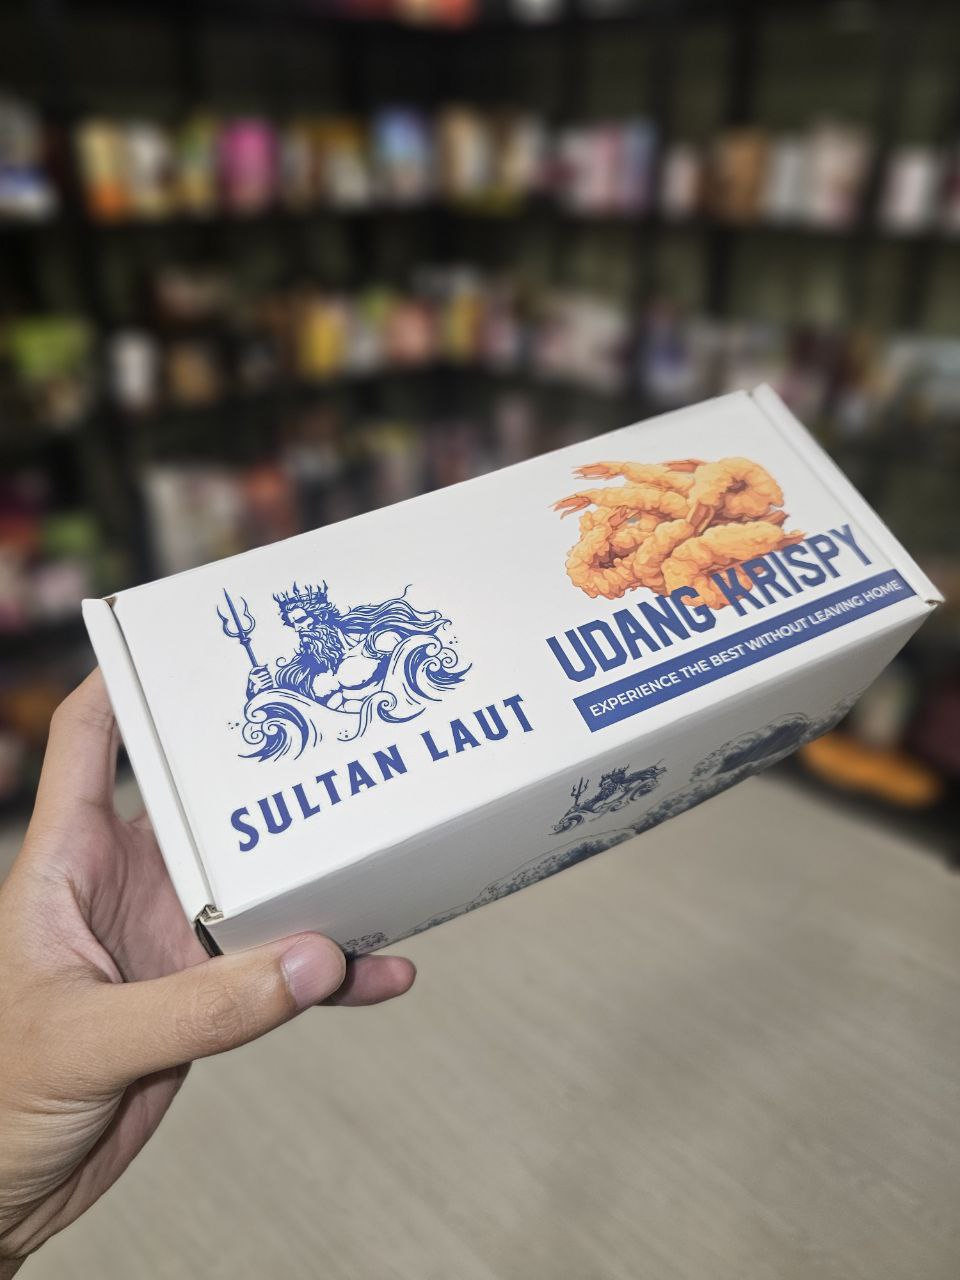 SULTAN LAUT
UDANG KRISPY
EXPERIENCE THE BEST WITHOUT LEAVING HOME